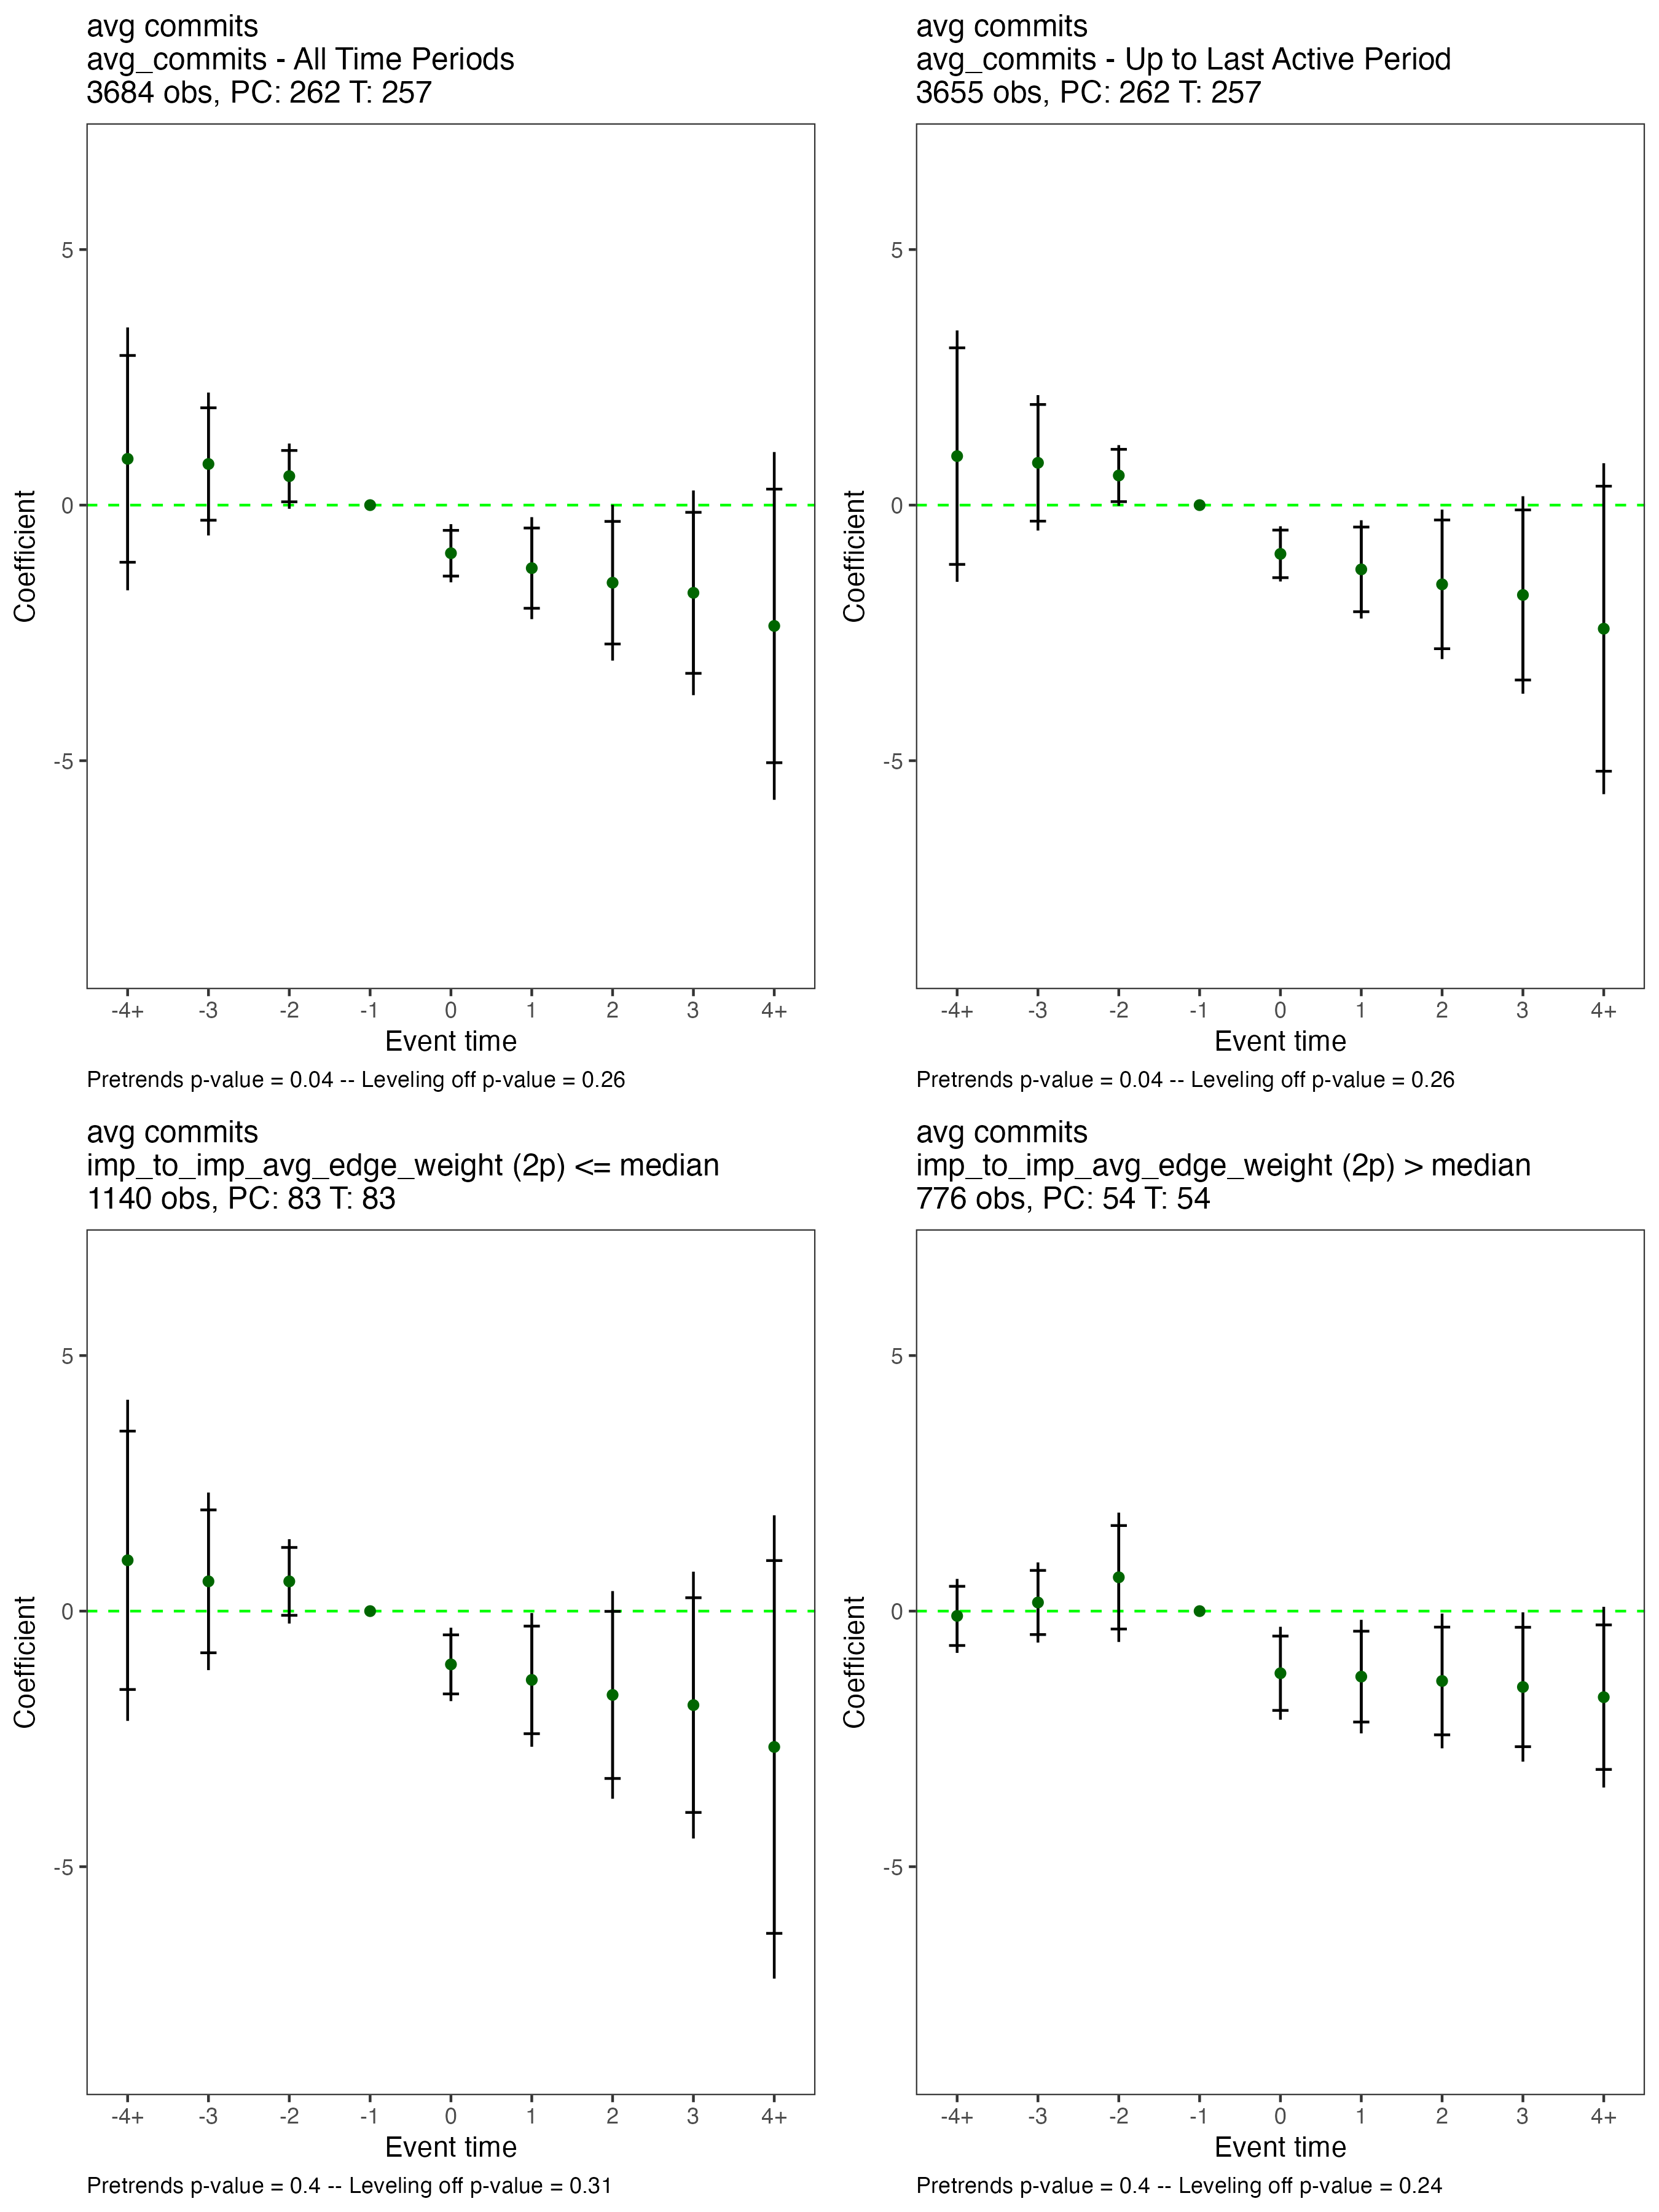 avg commits
avg_commits - All Time Periods
3684 obs, PC: 262 T: 257
5
0
-5
Coefficient
-4+ -3 -2 -1 0 1 2 3 4+
Event time
Pretrends p-value = 0.04 -- Leveling off p-value = 0.26
avg commits
avg_commits - Up to Last Active Period
3655 obs, PC: 262 T: 257
5
0
-5
Coefficient
-4+ -3 -2 -1 0 1 2 3 4+
Event time
Pretrends p-value = 0.04 -- Leveling off p-value = 0.26
avg commits
imp_to_imp_avg_edge_weight (2p) <= median
1140 obs, PC: 83 T: 83
5
0
-5
Coefficient
-4+ -3 -2 -1 0 1 2 3 4+
Event time
Pretrends p-value = 0.4 -- Leveling off p-value = 0.31
avg commits
imp_to_imp_avg_edge_weight (2p) > median
776 obs, PC: 54 T: 54
5
0
-5
Coefficient
-4+ -3 -2 -1 0 1 2 3 4+
Event time
Pretrends p-value = 0.4 -- Leveling off p-value = 0.24